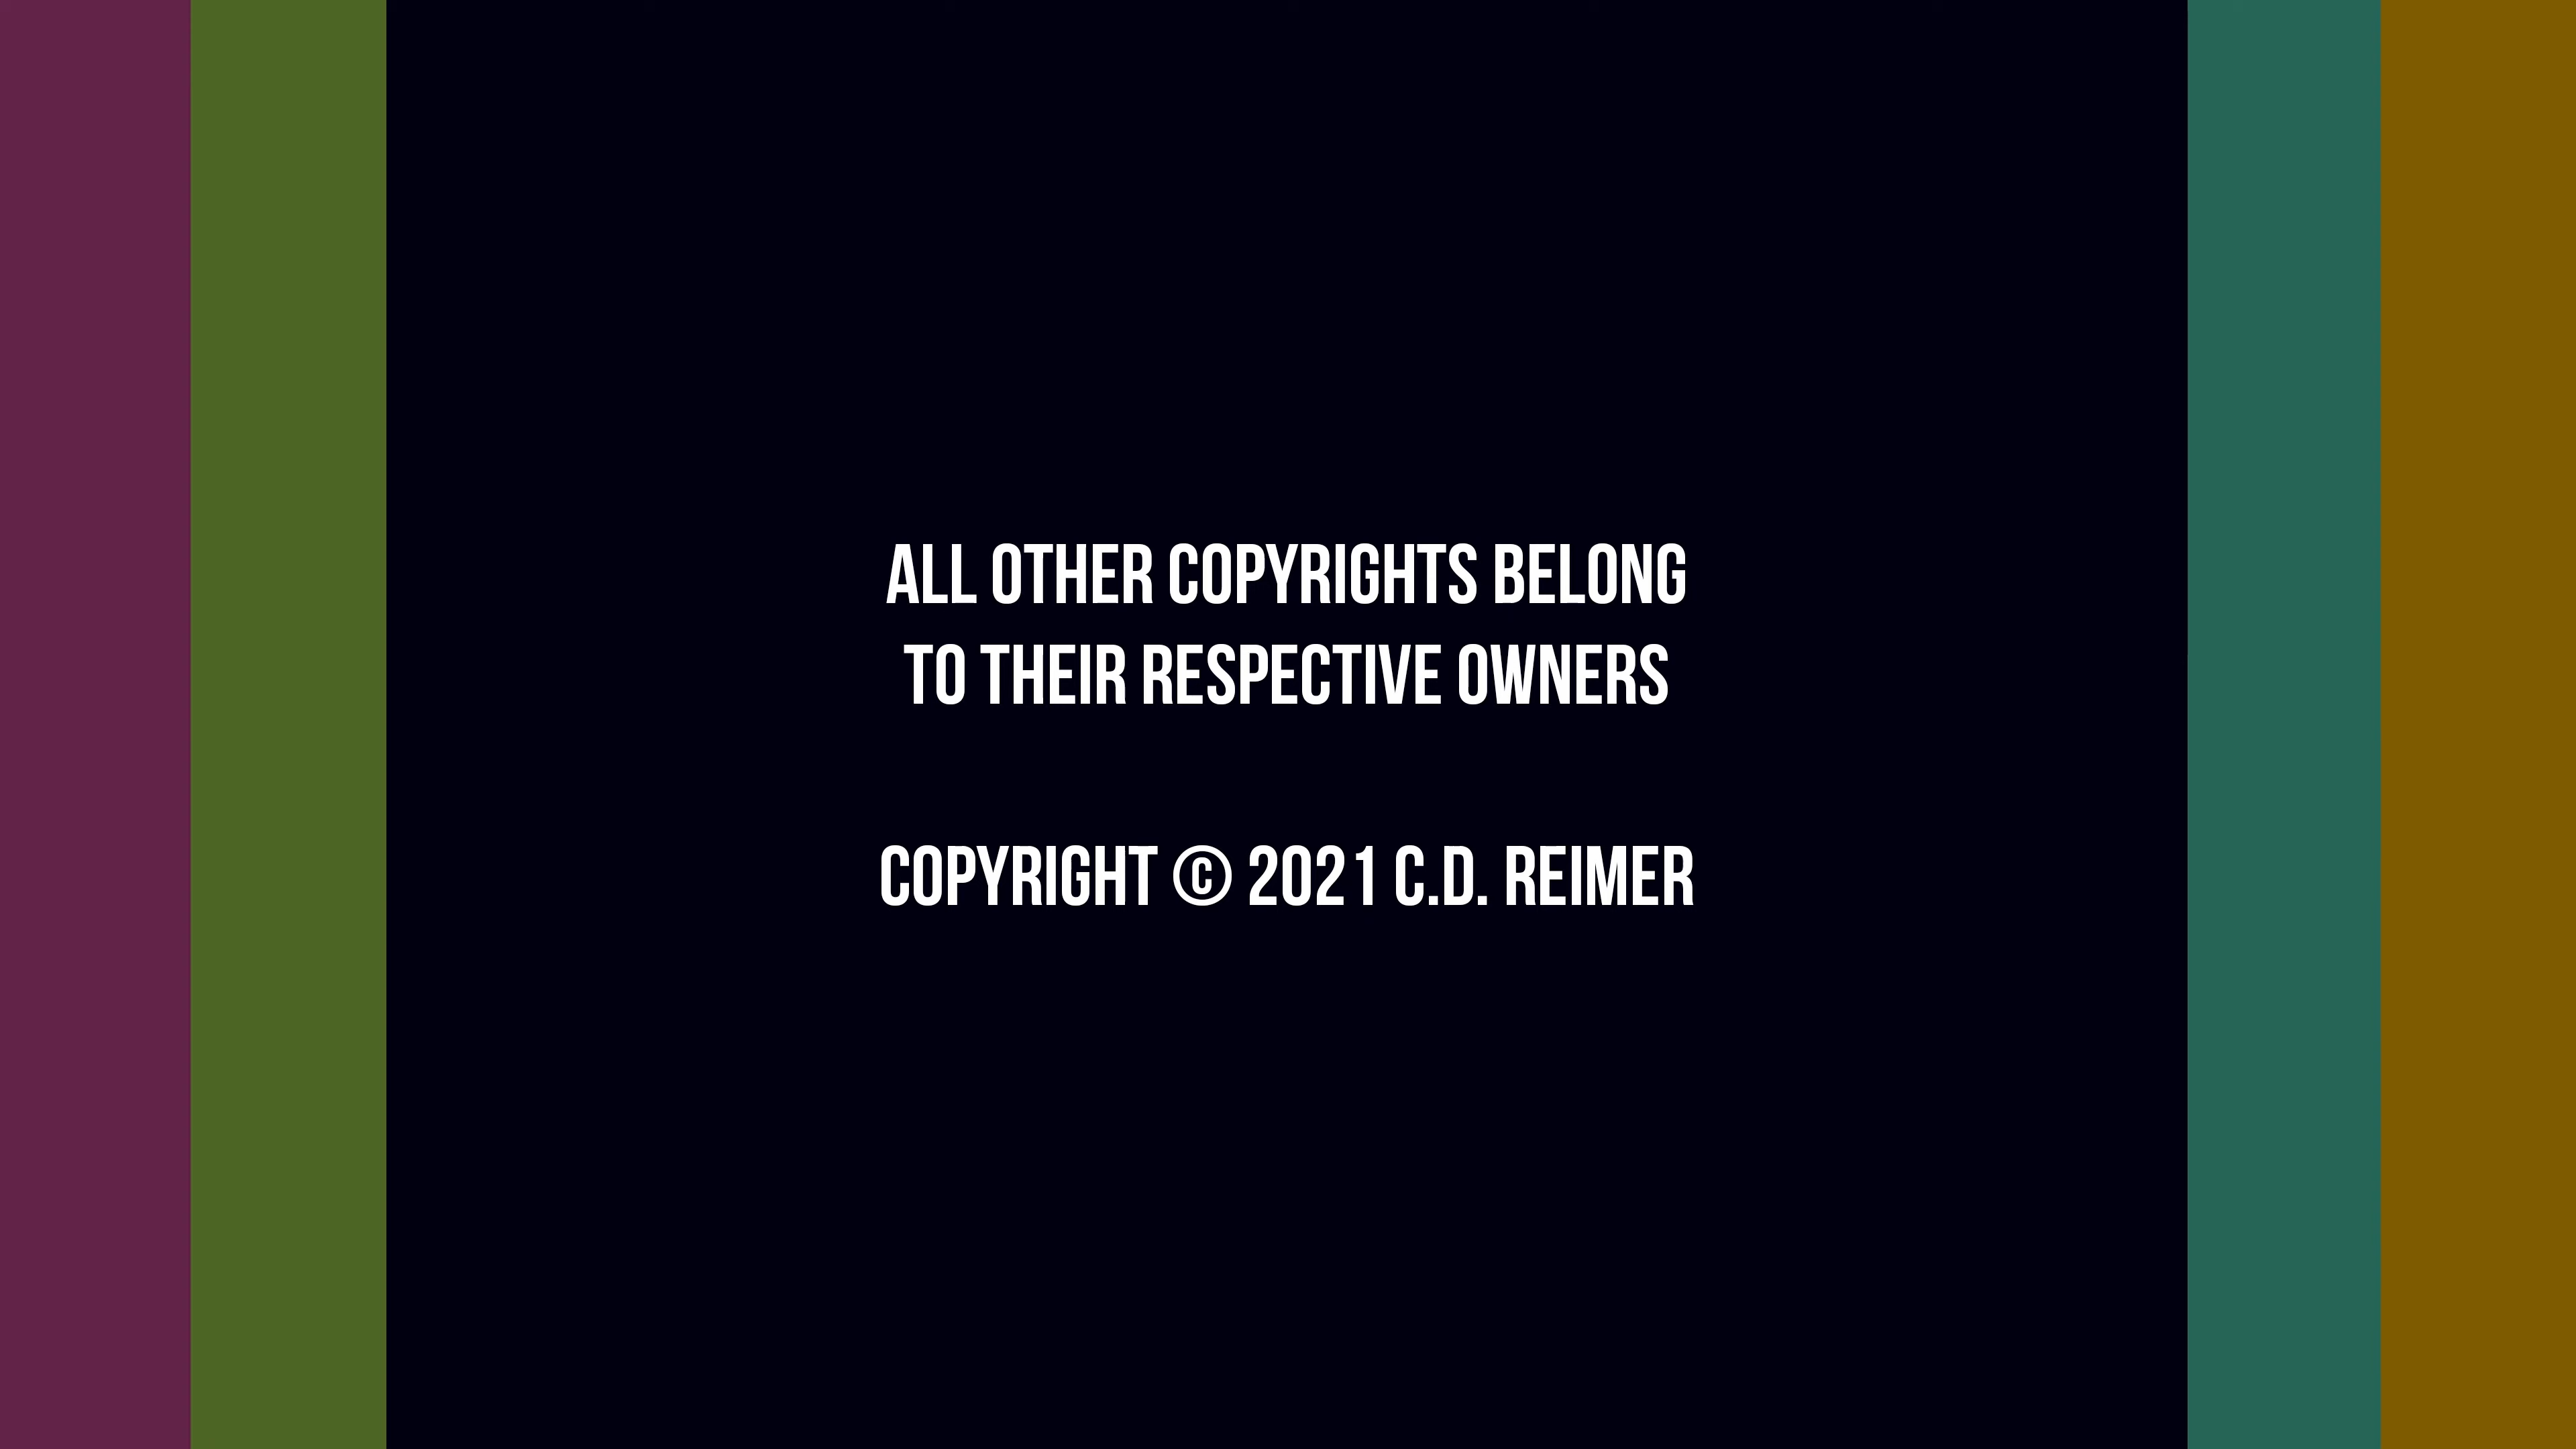 ALL OTHER COPYRIGHTS BELONG
TO THEIR RESPECTIVE OWNERS
COPYRIGHT © 2021 C.D. REIMER